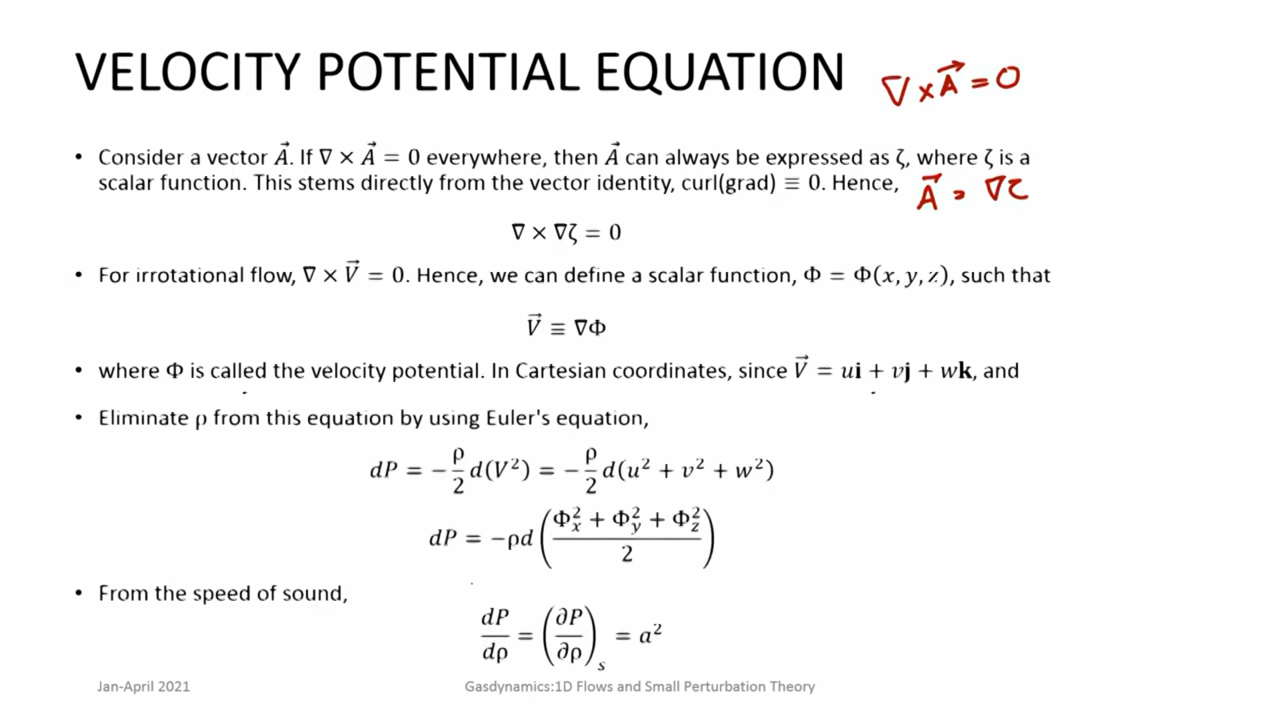 VELOCITY POTENTIAL EQUATION
∇ × A⃗ = 0
• Consider a vector A⃗. If ∇ × A⃗ = 0 everywhere, then A⃗ can always be expressed as ζ, where ζ is a
scalar function. This stems directly from the vector identity, curl(grad) ≡ 0. Hence,
A⃗ = ∇ζ
∇ × ∇ζ = 0
• For irrotational flow, ∇ × V⃗ = 0. Hence, we can define a scalar function, Φ = Φ(x, y, z), such that
V⃗ ≡ ∇Φ
• where Φ is called the velocity potential. In Cartesian coordinates, since V⃗ = ui + vj + wk, and
• Eliminate ρ from this equation by using Euler's equation,
dP = −ρ/2 d(V²) = −ρ/2 d(u² + v² + w²)
dP = −ρd((Φₓ² + Φ_y² + Φ_z²)/2)
• From the speed of sound,
dP/dρ = (∂P/∂ρ)ₛ = a²
Jan-April 2021
Gasdynamics:1D Flows and Small Perturbation Theory